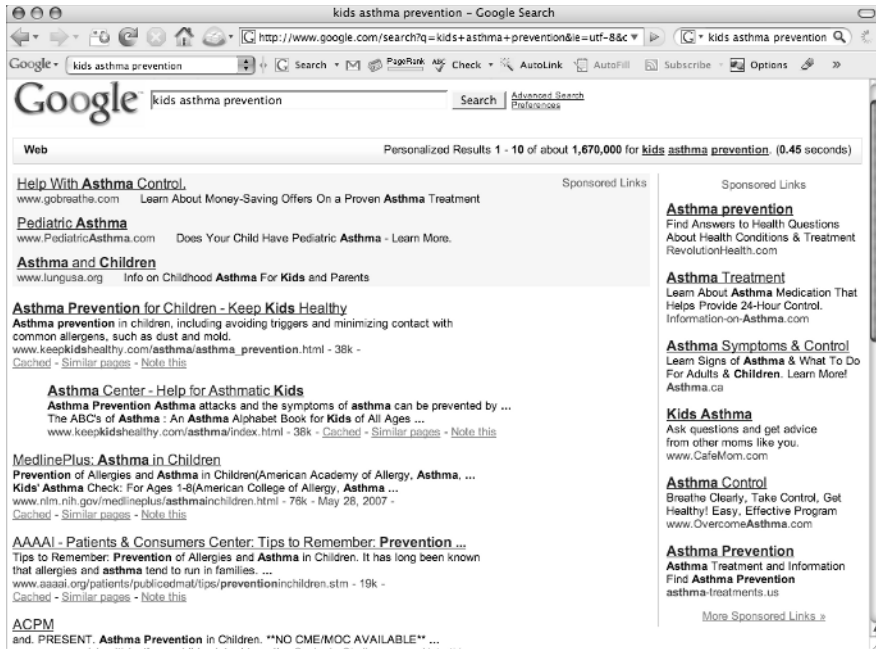 kids asthma prevention – Google Search
http://www.google.com/search?q=kids+asthma+prevention&ie=utf-8&c
kids asthma prevention
Google
kids asthma prevention
Search
PageRank
Check
AutoLink
AutoFill
Subscribe
Options
»
Google
kids asthma prevention
Search
Advanced Search
Preferences
Web
Personalized Results 1 - 10 of about 1,670,000 for kids asthma prevention. (0.45 seconds)
Sponsored Links
Help With Asthma Control.
www.gobreathe.com Learn About Money-Saving Offers On a Proven Asthma Treatment
Pediatric Asthma
www.PediatricAsthma.com Does Your Child Have Pediatric Asthma - Learn More.
Asthma and Children
www.lungusa.org Info on Childhood Asthma For Kids and Parents
Asthma Prevention for Children - Keep Kids Healthy
Asthma prevention in children, including avoiding triggers and minimizing contact with
common allergens, such as dust and mold.
www.keepkidshealthy.com/asthma/asthma_prevention.html - 38k -
Cached - Similar pages - Note this
Asthma Center - Help for Asthmatic Kids
Asthma Prevention Asthma attacks and the symptoms of asthma can be prevented by ...
The ABC's of Asthma : An Asthma Alphabet Book for Kids of All Ages ...
www.keepkidshealthy.com/asthma/index.html - 38k - Cached - Similar pages - Note this
MedlinePlus: Asthma in Children
Prevention of Allergies and Asthma in Children(American Academy of Allergy, Asthma, ...
Kids' Asthma Check: For Ages 1-8(American College of Allergy, Asthma ...
www.nlm.nih.gov/medlineplus/asthmainchildren.html - 76k - May 28, 2007 -
Cached - Similar pages - Note this
AAAAI - Patients & Consumers Center: Tips to Remember: Prevention ...
Tips to Remember: Prevention of Allergies and Asthma in Children. It has long been known
that allergies and asthma tend to run in families. ...
www.aaaai.org/patients/publicedmat/tips/preventioninchildren.stm - 19k -
Cached - Similar pages - Note this
ACPM
and. PRESENT. Asthma Prevention in Children. **NO CME/MOC AVAILABLE** ...
Sponsored Links
Asthma prevention
Find Answers to Health Questions
About Health Conditions & Treatment
RevolutionHealth.com
Asthma Treatment
Learn About Asthma Medication That
Helps Provide 24-Hour Control.
Information-on-Asthma.com
Asthma Symptoms & Control
Learn Signs of Asthma & What To Do
For Adults & Children. Learn More!
Asthma.ca
Kids Asthma
Ask questions and get advice
from other moms like you.
www.CafeMom.com
Asthma Control
Breathe Clearly, Take Control, Get
Healthy! Easy, Effective Program
www.OvercomeAsthma.com
Asthma Prevention
Asthma Treatment and Information
Find Asthma Prevention
asthma-treatments.us
More Sponsored Links »